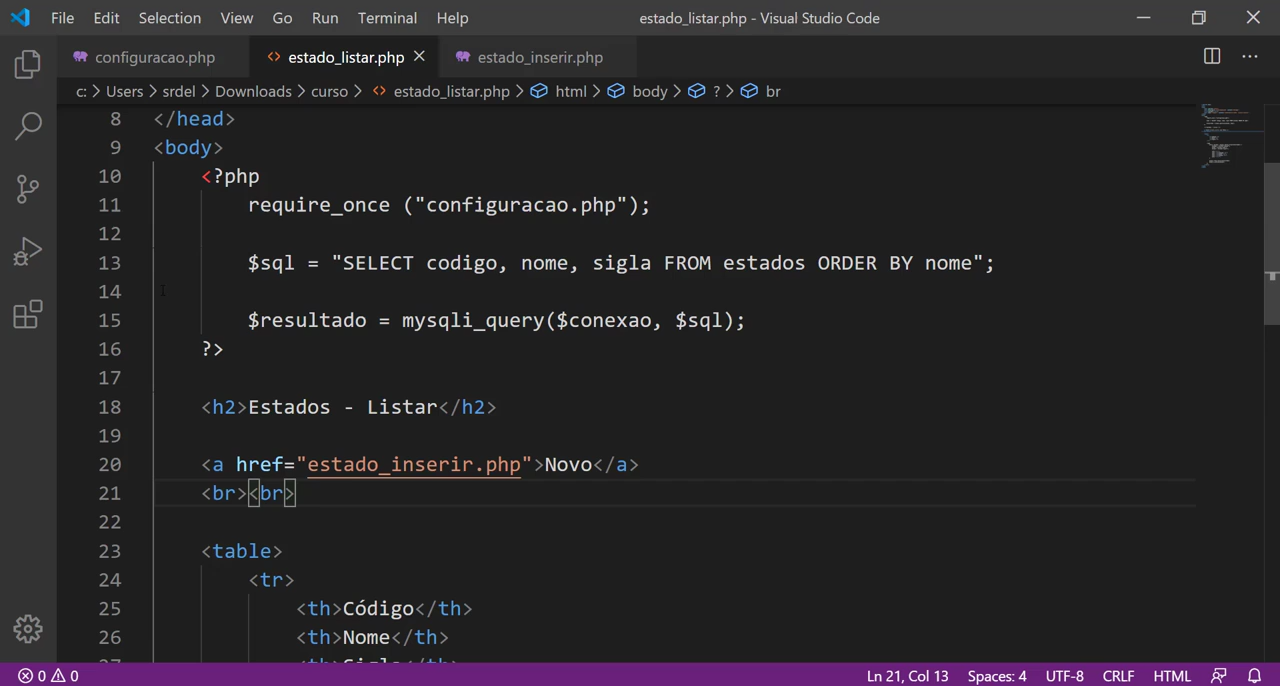 File Edit Selection View Go Run Terminal Help estado_listar.php - Visual Studio Code
configuracao.php estado_listar.php estado_inserir.php
c: > Users > srdel > Downloads > curso > estado_listar.php > html > body > ? > br
8 </head>
9 <body>
10 <?php
11 require_once ("configuracao.php");
12
13 $sql = "SELECT codigo, nome, sigla FROM estados ORDER BY nome";
14
15 $resultado = mysqli_query($conexao, $sql);
16 ?>
17
18 <h2>Estados - Listar</h2>
19
20 <a href="estado_inserir.php">Novo</a>
21 <br><br>
22
23 <table>
24 <tr>
25 <th>Código</th>
26 <th>Nome</th>
27 <th>Sigla</th>
0 0 Ln 21, Col 13 Spaces: 4 UTF-8 CRLF HTML